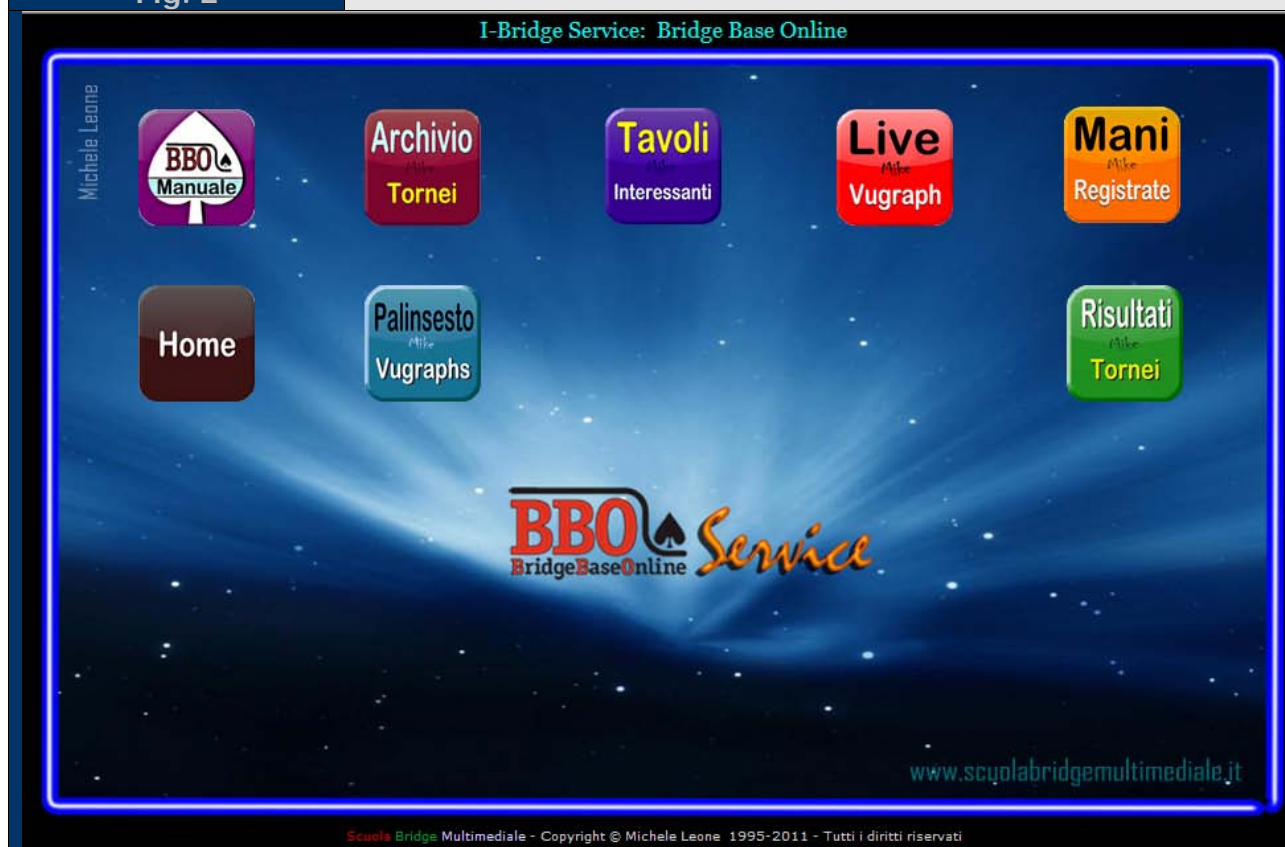 Fig. 2
I-Bridge Service: Bridge Base Online
Michele Leone
BBO
Manuale
Archivio
Mike
Tornei
Tavoli
Mike
Interessanti
Live
Mike
Vugraph
Mani
Mike
Registrate
Home
Palinsesto
Mike
Vugraphs
Risultati
Mike
Tornei
BBO Service
BridgeBaseOnline
www.scuolabridgemultimediale.it
Scuola Bridge Multimediale - Copyright © Michele Leone 1995-2011 - Tutti i diritti riservati